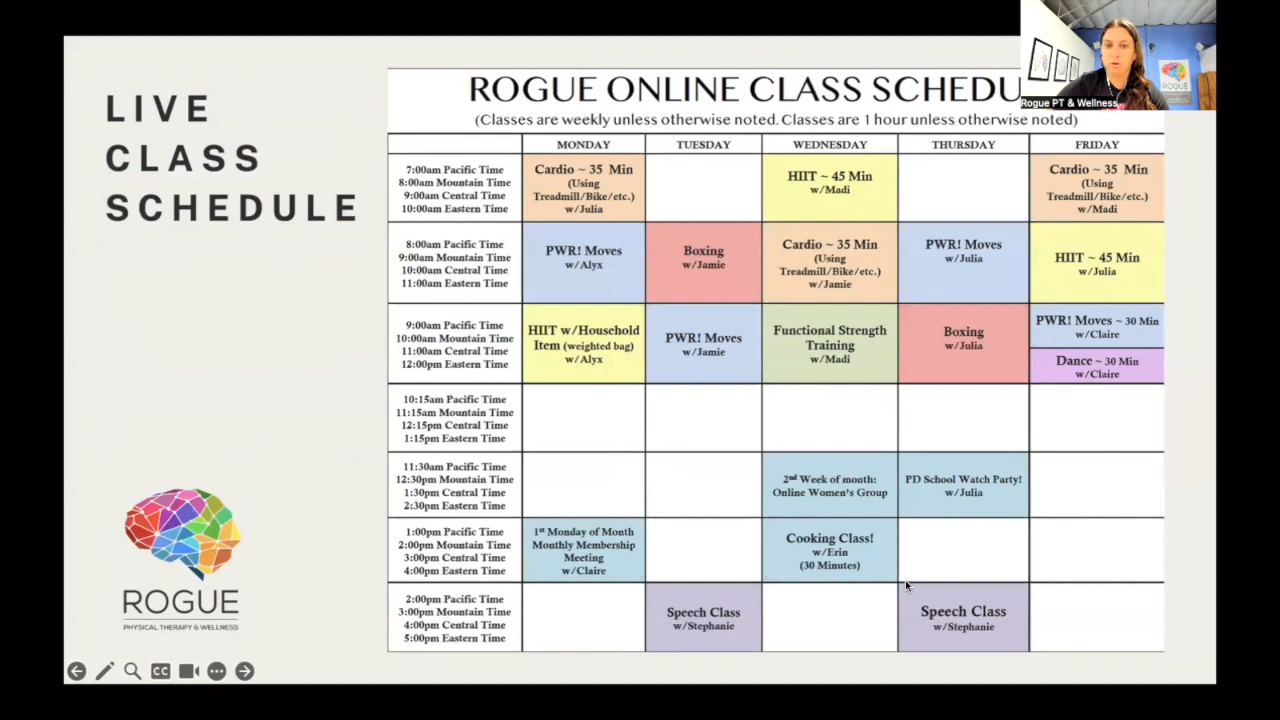 LIVE
CLASS
SCHEDULE
ROGUE ONLINE CLASS SCHEDU
(Classes are weekly unless otherwise noted. Classes are 1 hour unless otherwise noted)
MONDAY TUESDAY WEDNESDAY THURSDAY FRIDAY
7:00am Pacific Time
8:00am Mountain Time
9:00am Central Time
10:00am Eastern Time
Cardio ~ 35 Min
(Using
Treadmill/Bike/etc.)
w/Julia
HIIT ~ 45 Min
w/Madi
Cardio ~ 35 Min
(Using
Treadmill/Bike/etc.)
w/Madi
8:00am Pacific Time
9:00am Mountain Time
10:00am Central Time
11:00am Eastern Time
PWR! Moves
w/Alyx
Boxing
w/Jamie
Cardio ~ 35 Min
(Using
Treadmill/Bike/etc.)
w/Jamie
PWR! Moves
w/Julia
HIIT ~ 45 Min
w/Julia
9:00am Pacific Time
10:00am Mountain Time
11:00am Central Time
12:00pm Eastern Time
HIIT w/Household
Item (weighted bag)
w/Alyx
PWR! Moves
w/Jamie
Functional Strength
Training
w/Madi
Boxing
w/Julia
PWR! Moves ~ 30 Min
w/Claire
Dance ~ 30 Min
w/Claire
10:15am Pacific Time
11:15am Mountain Time
12:15pm Central Time
1:15pm Eastern Time
11:30am Pacific Time
12:30pm Mountain Time
1:30pm Central Time
2:30pm Eastern Time
2nd Week of month:
Online Women's Group
PD School Watch Party!
w/Julia
1:00pm Pacific Time
2:00pm Mountain Time
3:00pm Central Time
4:00pm Eastern Time
1st Monday of Month
Monthly Membership
Meeting
w/Claire
Cooking Class!
w/Erin
(30 Minutes)
2:00pm Pacific Time
3:00pm Mountain Time
4:00pm Central Time
5:00pm Eastern Time
Speech Class
w/Stephanie
Speech Class
w/Stephanie
ROGUE
PHYSICAL THERAPY & WELLNESS
CC
Rogue PT & Wellness
ROGUE